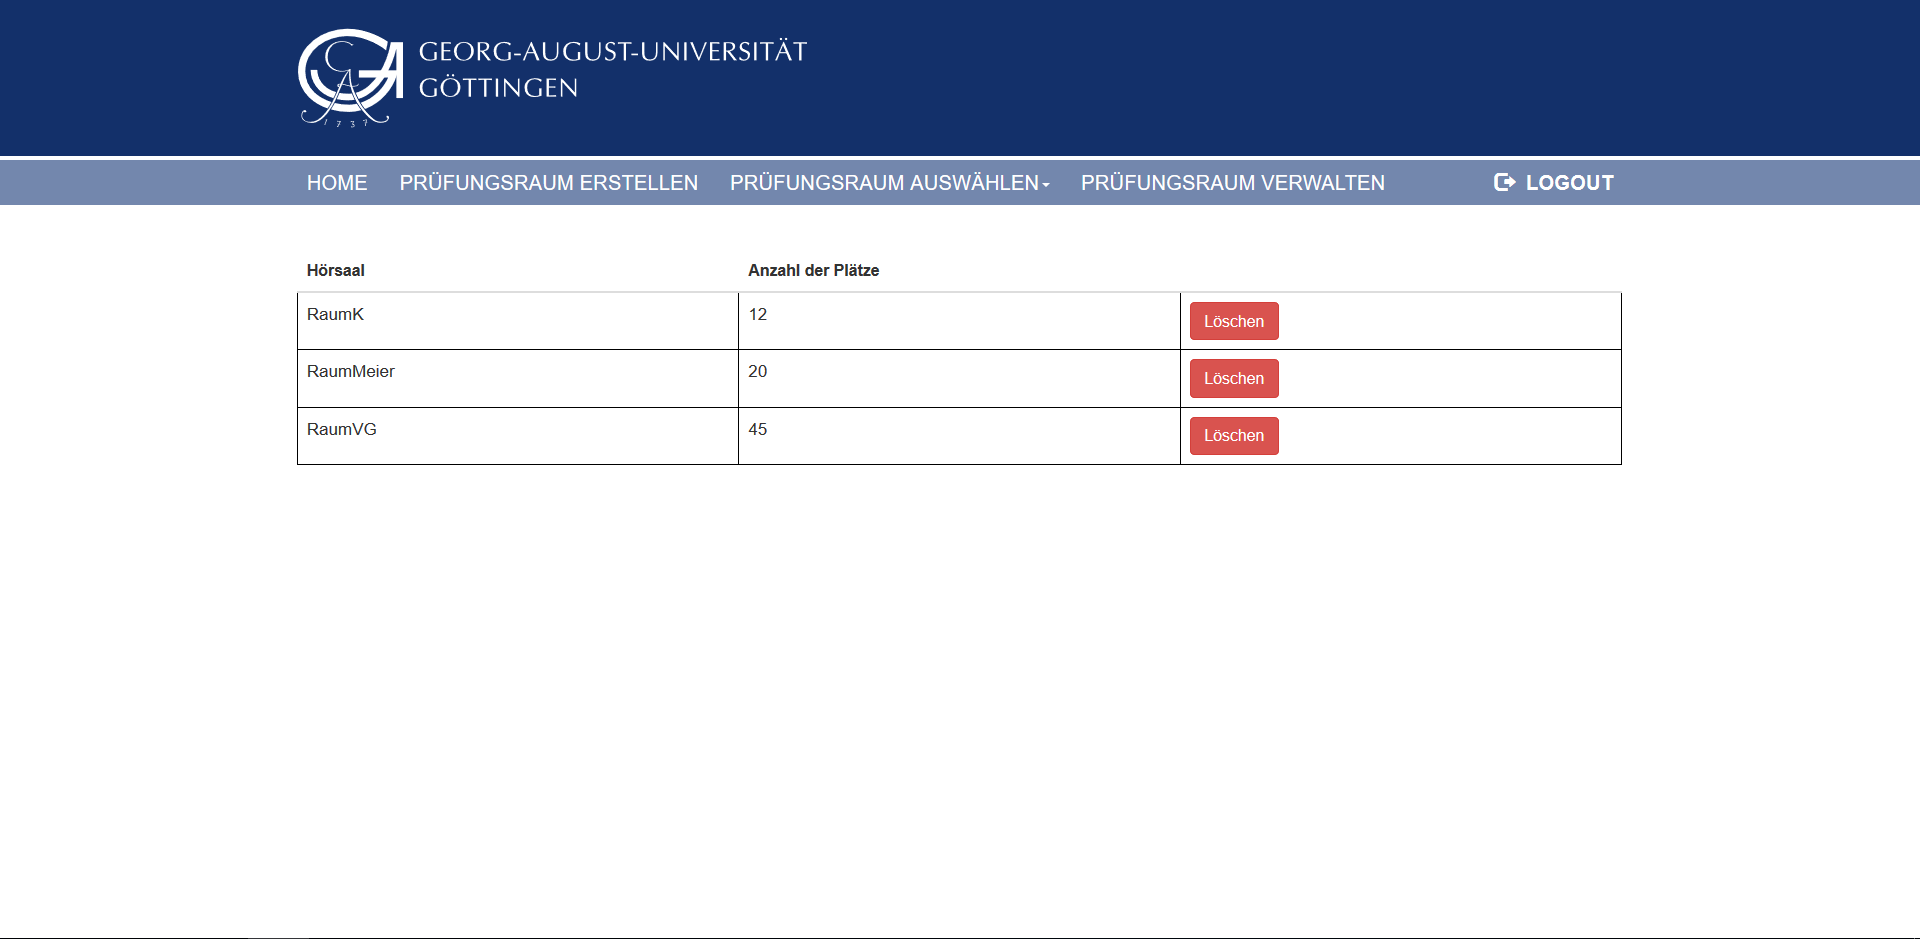 GEORG-AUGUST-UNIVERSITÄT
GÖTTINGEN
1737
HOME PRÜFUNGSRAUM ERSTELLEN PRÜFUNGSRAUM AUSWÄHLEN PRÜFUNGSRAUM VERWALTEN LOGOUT
Hörsaal Anzahl der Plätze
RaumK 12 Löschen
RaumMeier 20 Löschen
RaumVG 45 Löschen